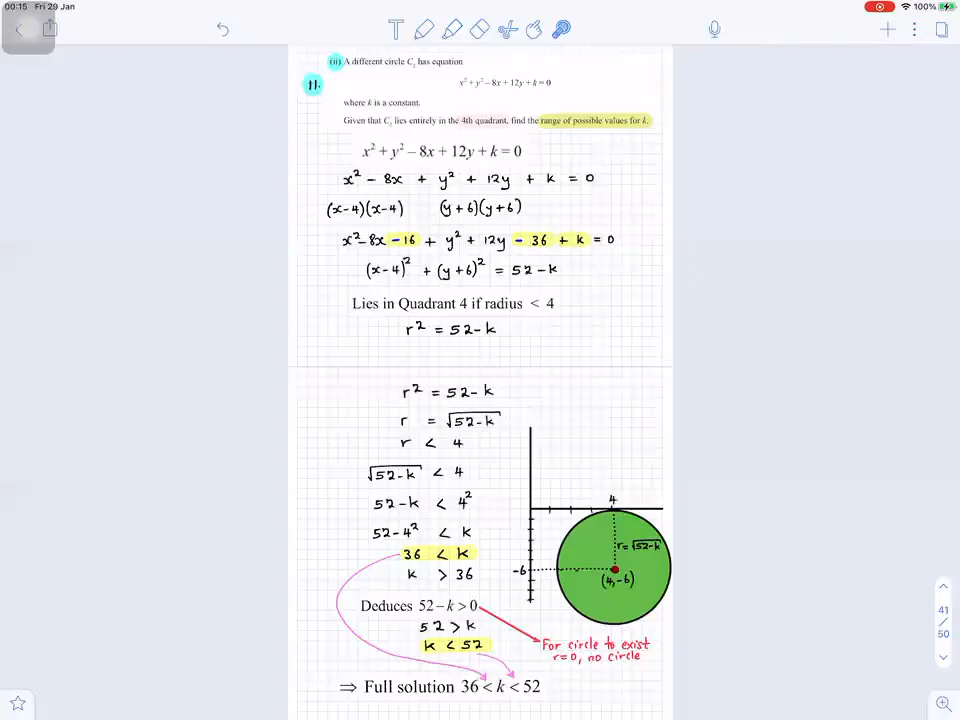 00:15 Fri 29 Jan
100%
(ii) A different circle C₂ has equation
11.
x² + y² – 8x + 12y + k = 0
where k is a constant.
Given that C₂ lies entirely in the 4th quadrant, find the range of possible values for k.
x² + y² – 8x + 12y + k = 0
x² – 8x + y² + 12y + k = 0
(x–4)(x–4) (y+6)(y+6)
x² – 8x – 16 + y² + 12y – 36 + k = 0
(x–4)² + (y+6)² = 52 – k
Lies in Quadrant 4 if radius < 4
r² = 52 – k
r² = 52 – k
r = √52–k
r < 4
√52–k < 4
52 – k < 4²
52 – 4² < k
36 < k
k > 36
Deduces 52 – k > 0
52 > k
k < 52
⇒ Full solution 36 < k < 52
4
r = √52–k
-6
(4,-6)
For circle to exist
r=0, no circle
41
/
50